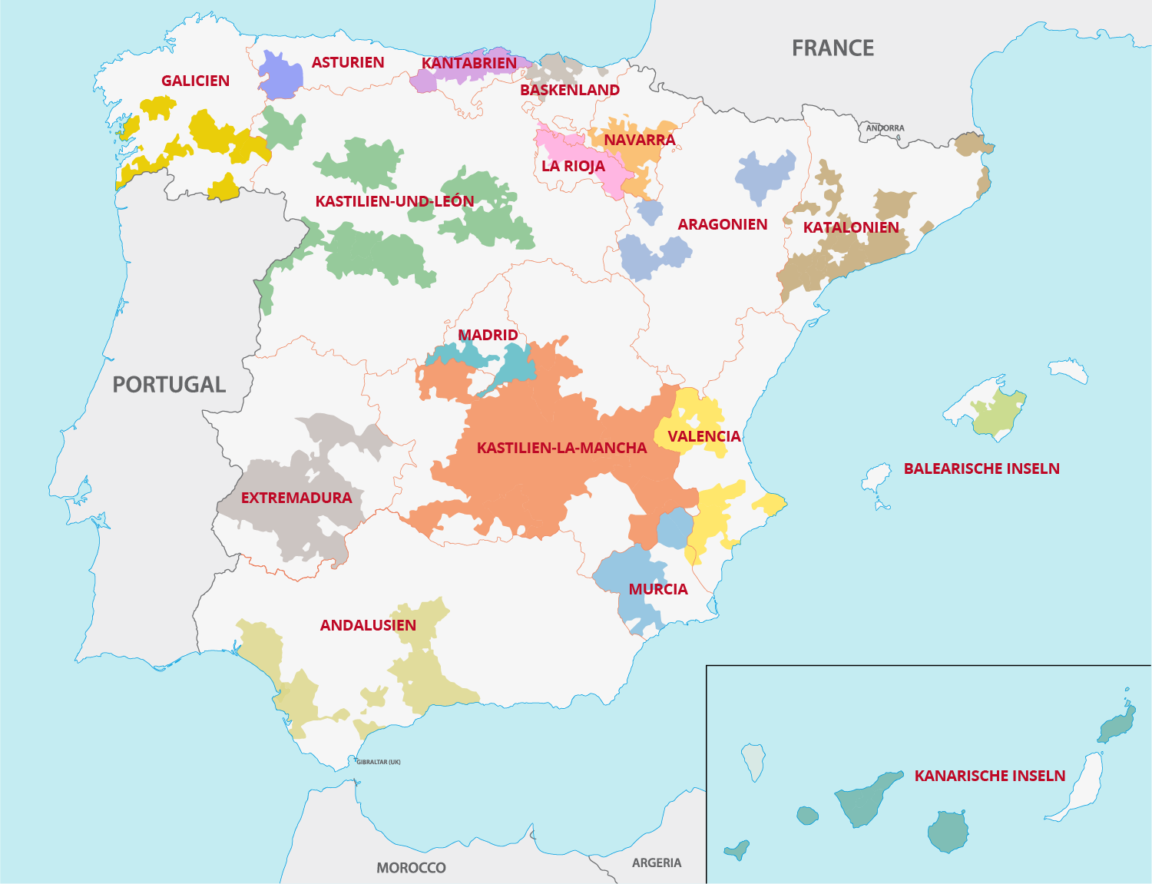 FRANCE
ASTURIEN
KANTABRIEN
GALICIEN
BASKENLAND
ANDORRA
NAVARRA
LA RIOJA
KASTILIEN-UND-LEÓN
ARAGONIEN
KATALONIEN
MADRID
PORTUGAL
VALENCIA
KASTILIEN-LA-MANCHA
BALEARISCHE INSELN
EXTREMADURA
MURCIA
ANDALUSIEN
GIBRALTAR (UK)
KANARISCHE INSELN
MOROCCO
ARGERIA